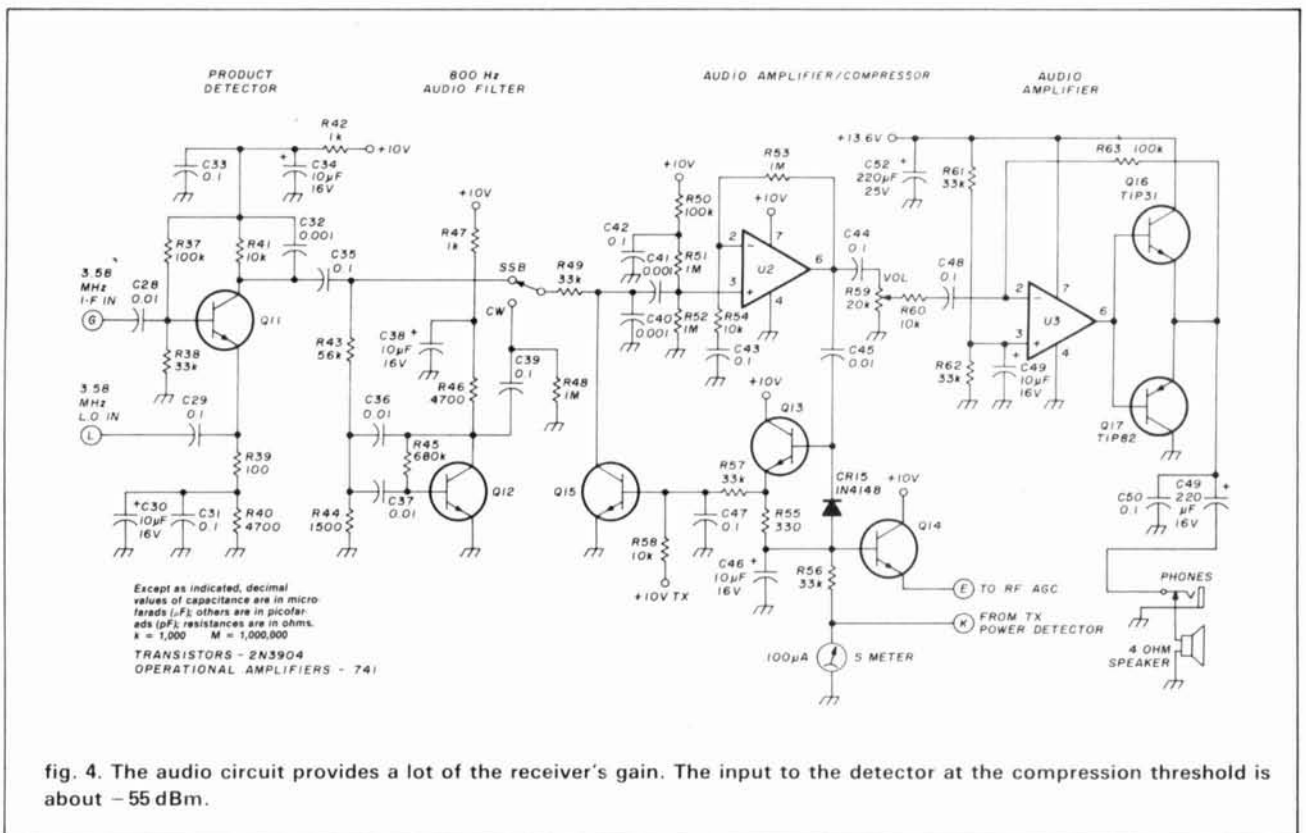 PRODUCT
DETECTOR
800 Hz
AUDIO FILTER
AUDIO AMPLIFIER/COMPRESSOR
AUDIO
AMPLIFIER
R42
1k
+10V
C33
0.1
C34
10μF
16V
+
R37
100k
R41
10k
C32
0.001
C35
0.1
3.58
MHz
I-F IN
G
C28
0.01
Q11
R38
33k
3.58
MHz
L.O IN
L
C29
0.1
R39
100
+
C30
10μF
16V
C31
0.1
R40
4700
+10V
R47
1k
R43
56k
C38
10μF
16V
+
C36
0.01
R46
4700
R45
680k
C37
0.01
R44
1500
Q12
SSB
CW
C39
0.1
R48
1M
R49
33k
+10V
R50
100k
C42
0.1
C41
0.001
R51
1M
C40
0.001
R52
1M
R53
1M
+10V
2
3
7
6
4
-
+
U2
R54
10k
C43
0.1
C44
0.1
VOL
R59
20k
R60
10k
C48
0.1
C45
0.01
+10V
Q13
Q15
R57
33k
C47
0.1
R55
330
R58
10k
+10V TX
C46
10μF
16V
+
CR15
1N4148
+10V
Q14
R56
33k
E
TO RF AGC
K
FROM TX
POWER DETECTOR
100μA
S METER
+13.6V
C52
220μF
25V
+
R61
33k
R63 100k
R62
33k
C49
10μF
16V
+
2
3
7
6
4
-
+
U3
Q16
TIP31
Q17
TIP82
C50
0.1
C49
220
μF
16V
+
PHONES
4 OHM
SPEAKER
Except as indicated, decimal
values of capacitance are in micro-
farads (μF); others are in picofar-
ads (pF); resistances are in ohms.
k = 1,000 M = 1,000,000
TRANSISTORS - 2N3904
OPERATIONAL AMPLIFIERS - 741
fig. 4. The audio circuit provides a lot of the receiver's gain. The input to the detector at the compression threshold is
about − 55 dBm.